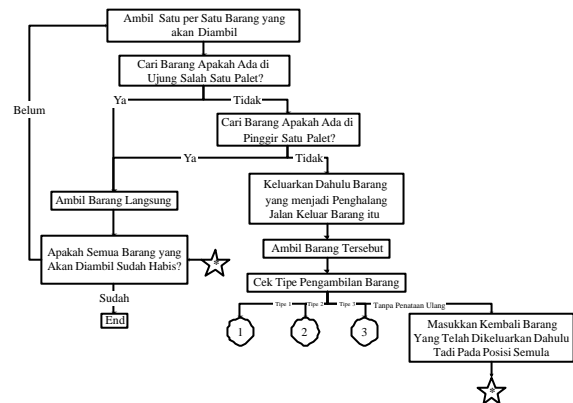 Ambil Satu per Satu Barang yang
akan Diambil
Cari Barang Apakah Ada di
Ujung Salah Satu Palet?
Belum
Ya
Tidak
Cari Barang Apakah Ada di
Pinggir Satu Palet?
Ya
Tidak
Keluarkan Dahulu Barang
yang menjadi Penghalang
Jalan Keluar Barang itu
Ambil Barang Langsung
Apakah Semua Barang yang
Akan Diambil Sudah Habis?
*
Ambil Barang Tersebut
Cek Tipe Pengambilan Barang
Sudah
End
Tipe 1
Tipe 2
Tipe 3
Tanpa Penataan Ulang
1
2
3
Masukkan Kembali Barang
Yang Telah Dikeluarkan Dahulu
Tadi Pada Posisi Semula
*